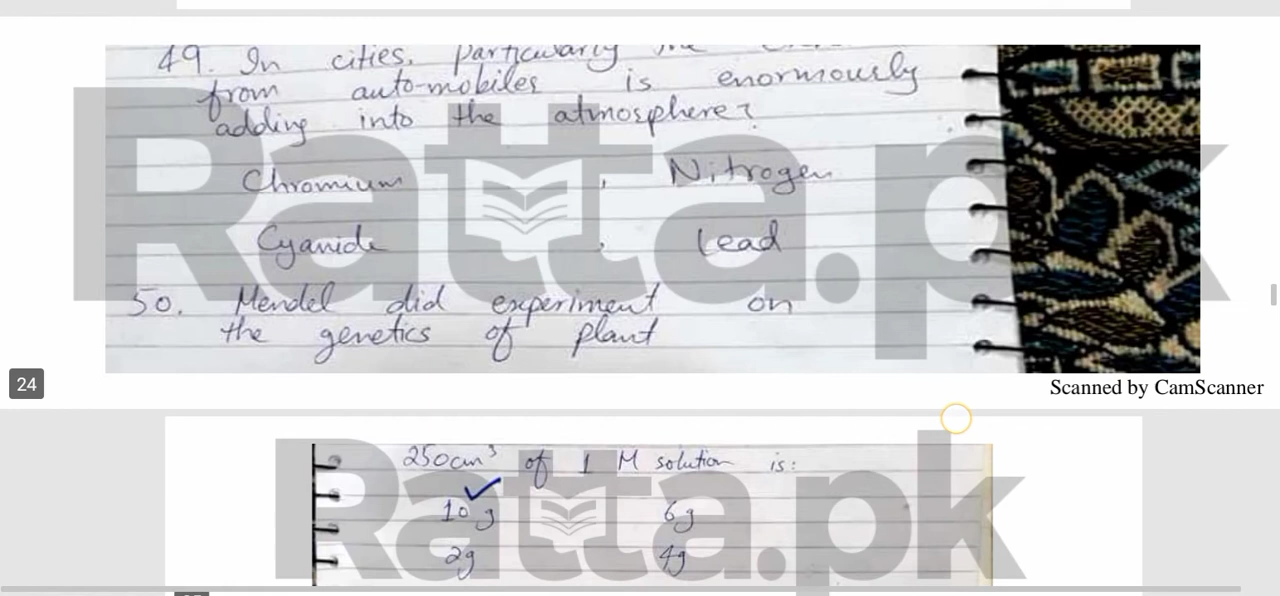 49. In cities, particularly
from auto-mobiles is enormously
adding into the atmosphere?
Chromium , Nitrogen
Cyanide , Lead
50. Mendel did experiment on
the genetics of plant
Ratta.pk
24
Scanned by CamScanner
250cm³ of 1 M solution is:
10g 6g
2g 4g
Ratta.pk